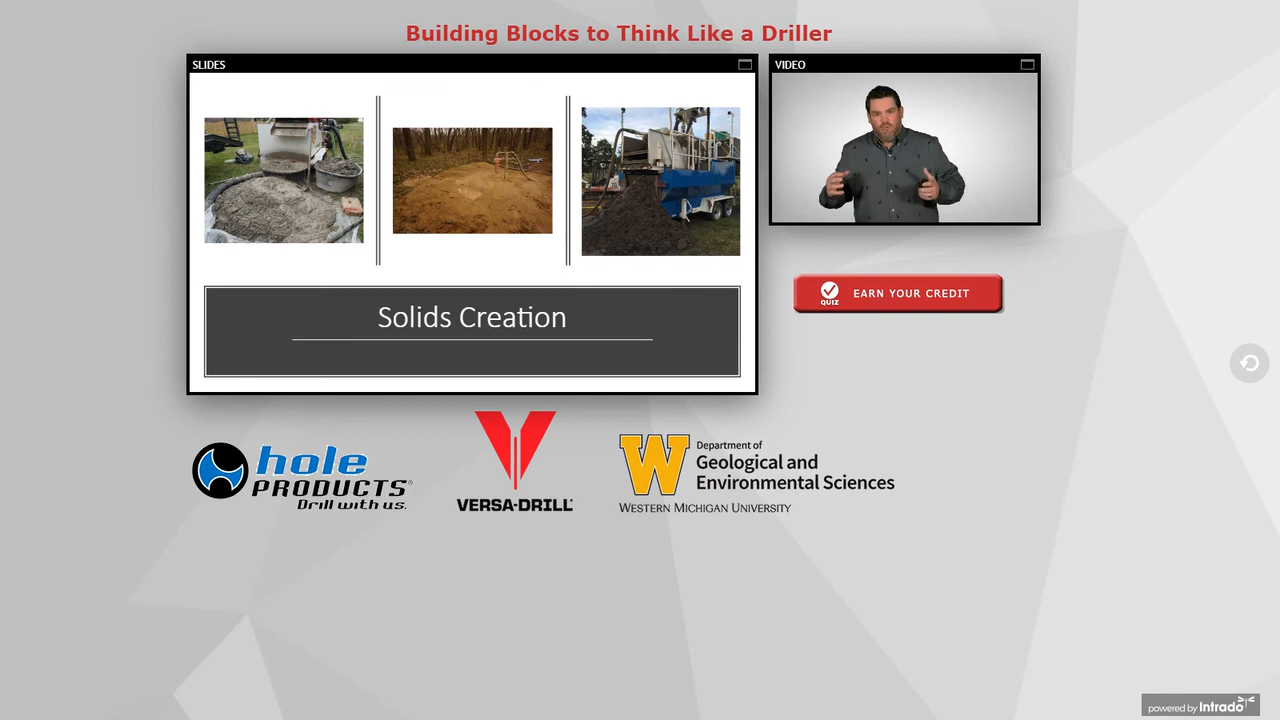 Building Blocks to Think Like a Driller
SLIDES
VIDEO
Solids Creation
QUIZ
EARN YOUR CREDIT
hole
PRODUCTS®
Drill with us.
VERSA-DRILL
W
Department of
Geological and
Environmental Sciences
WESTERN MICHIGAN UNIVERSITY
powered by Intrado